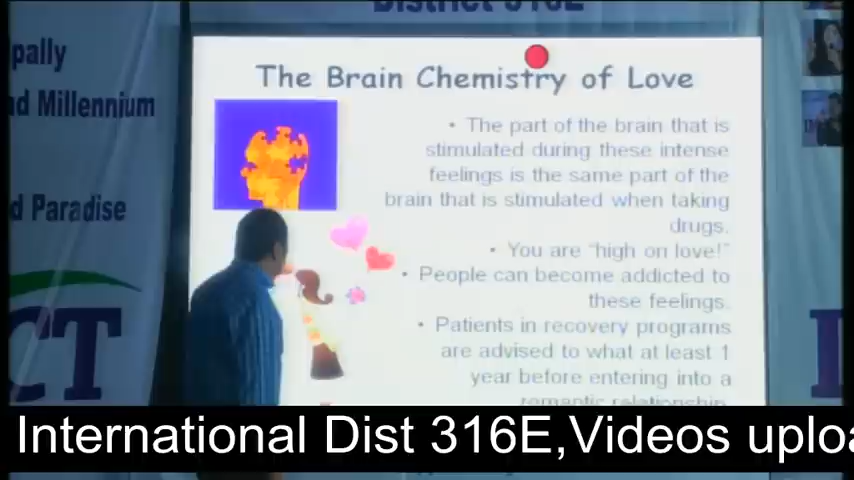 District 316E
pally
nd Millennium
d Paradise
CT
The Brain Chemistry of Love
• The part of the brain that is
stimulated during these intense
feelings is the same part of the
brain that is stimulated when taking
drugs.
• You are “high on love!”
• People can become addicted to
these feelings.
• Patients in recovery programs
are advised to what at least 1
year before entering into a
romantic relationship.
International Dist 316E,Videos uploa